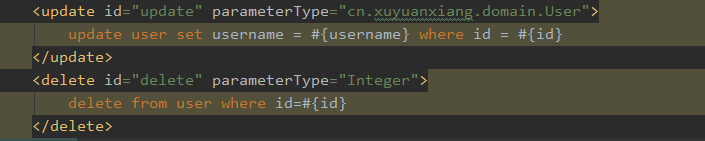 <update id="update" parameterType="cn.xuyuanxiang.domain.User">
update user set username = #{username} where id = #{id}
</update>
<delete id="delete" parameterType="Integer">
delete from user where id=#{id}
</delete>